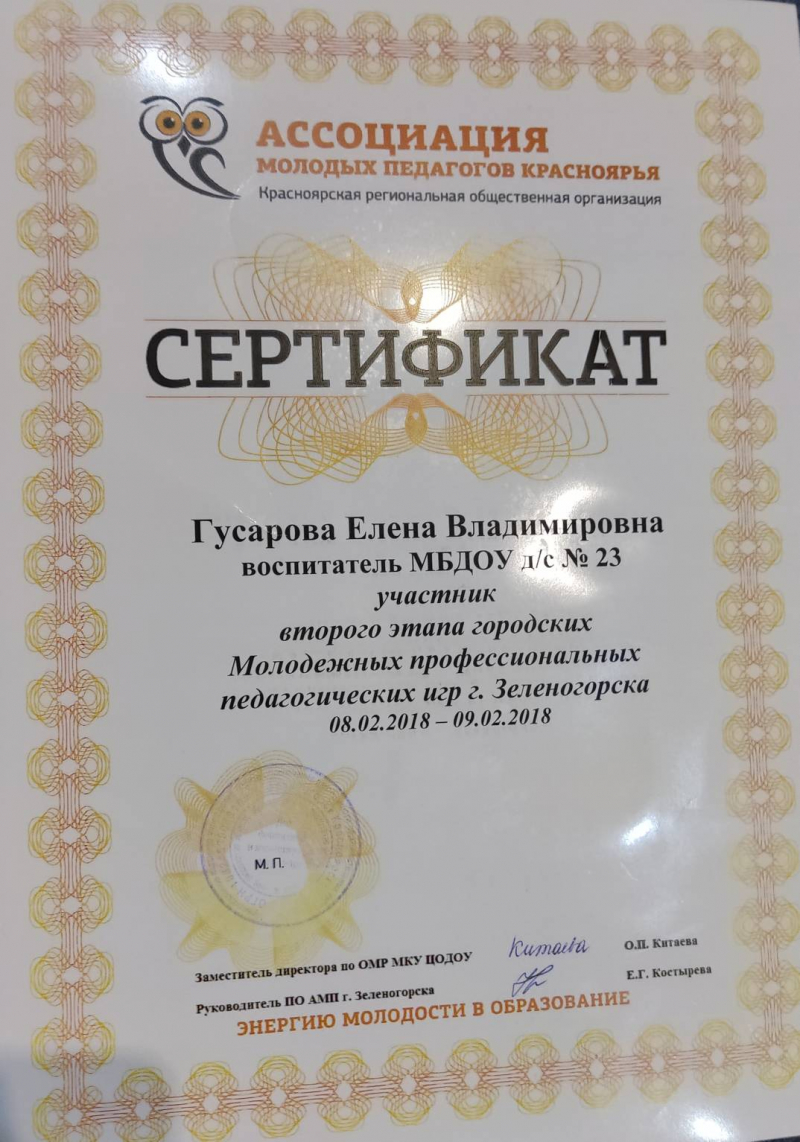 АССОЦИАЦИЯ
МОЛОДЫХ ПЕДАГОГОВ КРАСНОЯРЬЯ
Красноярская региональная общественная организация
СЕРТИФИКАТ
Гусарова Елена Владимировна
воспитатель МБДОУ д/с № 23
участник
второго этапа городских
Молодежных профессиональных
педагогических игр г. Зеленогорска
08.02.2018 – 09.02.2018
М.П.
Заместитель директора по ОМР МКУ ЦОДОУ Китаева О.П. Китаева
Руководитель ПО АМП г. Зеленогорска Е.Г. Костырева
ЭНЕРГИЮ МОЛОДОСТИ В ОБРАЗОВАНИЕ